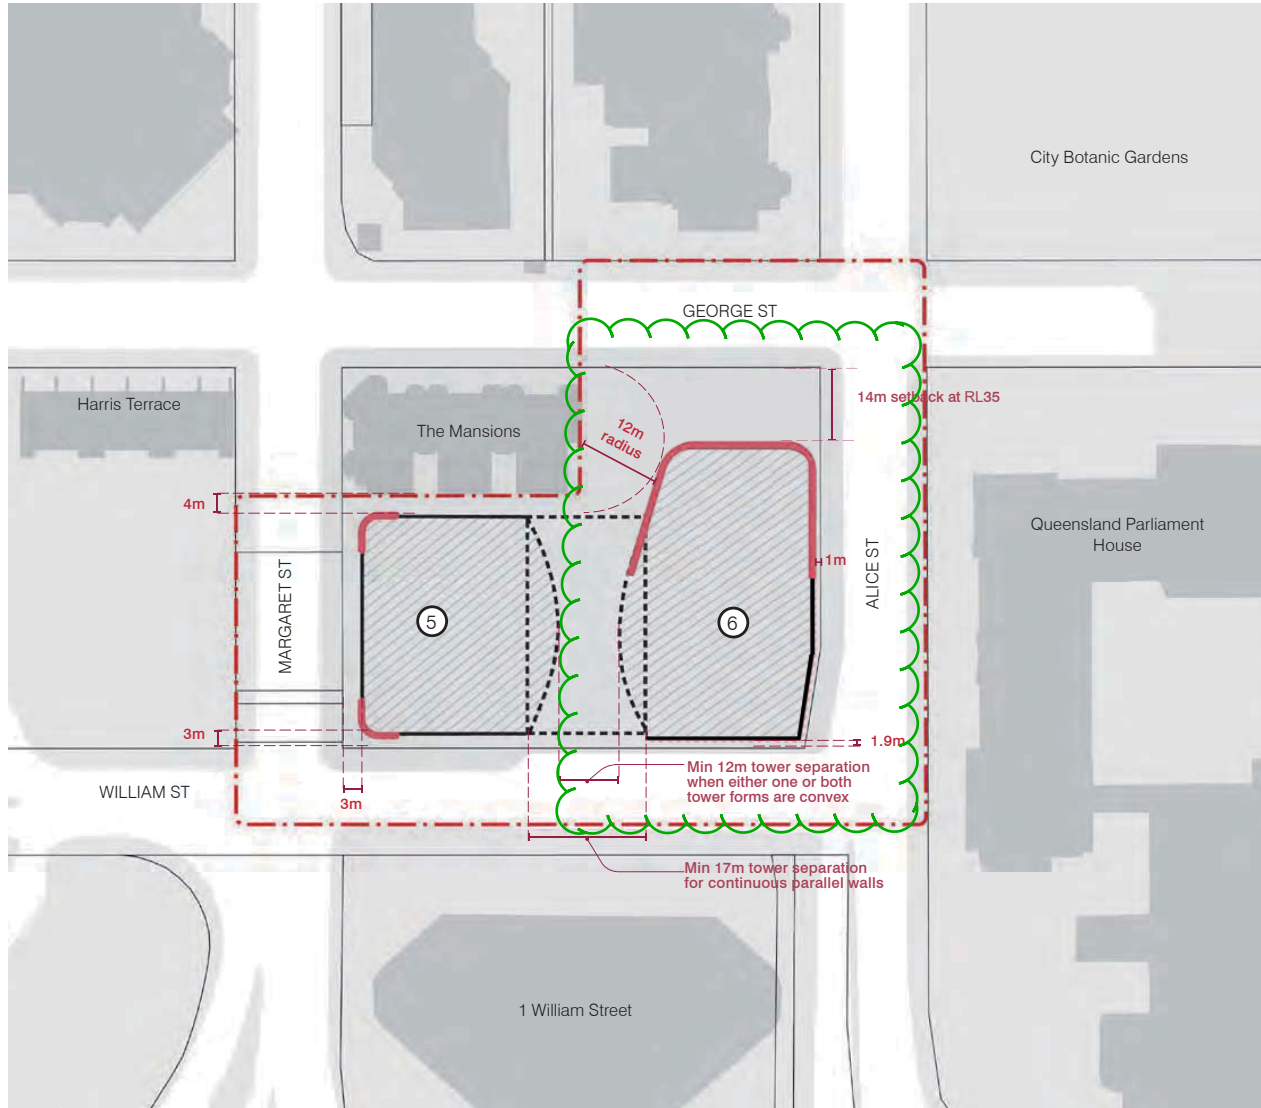 City Botanic Gardens
GEORGE ST
Harris Terrace
The Mansions
12m
radius
14m setback at RL35
4m
Queensland Parliament
House
1m
MARGARET ST
ALICE ST
5
6
3m
1.9m
WILLIAM ST
3m
Min 12m tower separation
when either one or both
tower forms are convex
Min 17m tower separation
for continuous parallel walls
1 William Street